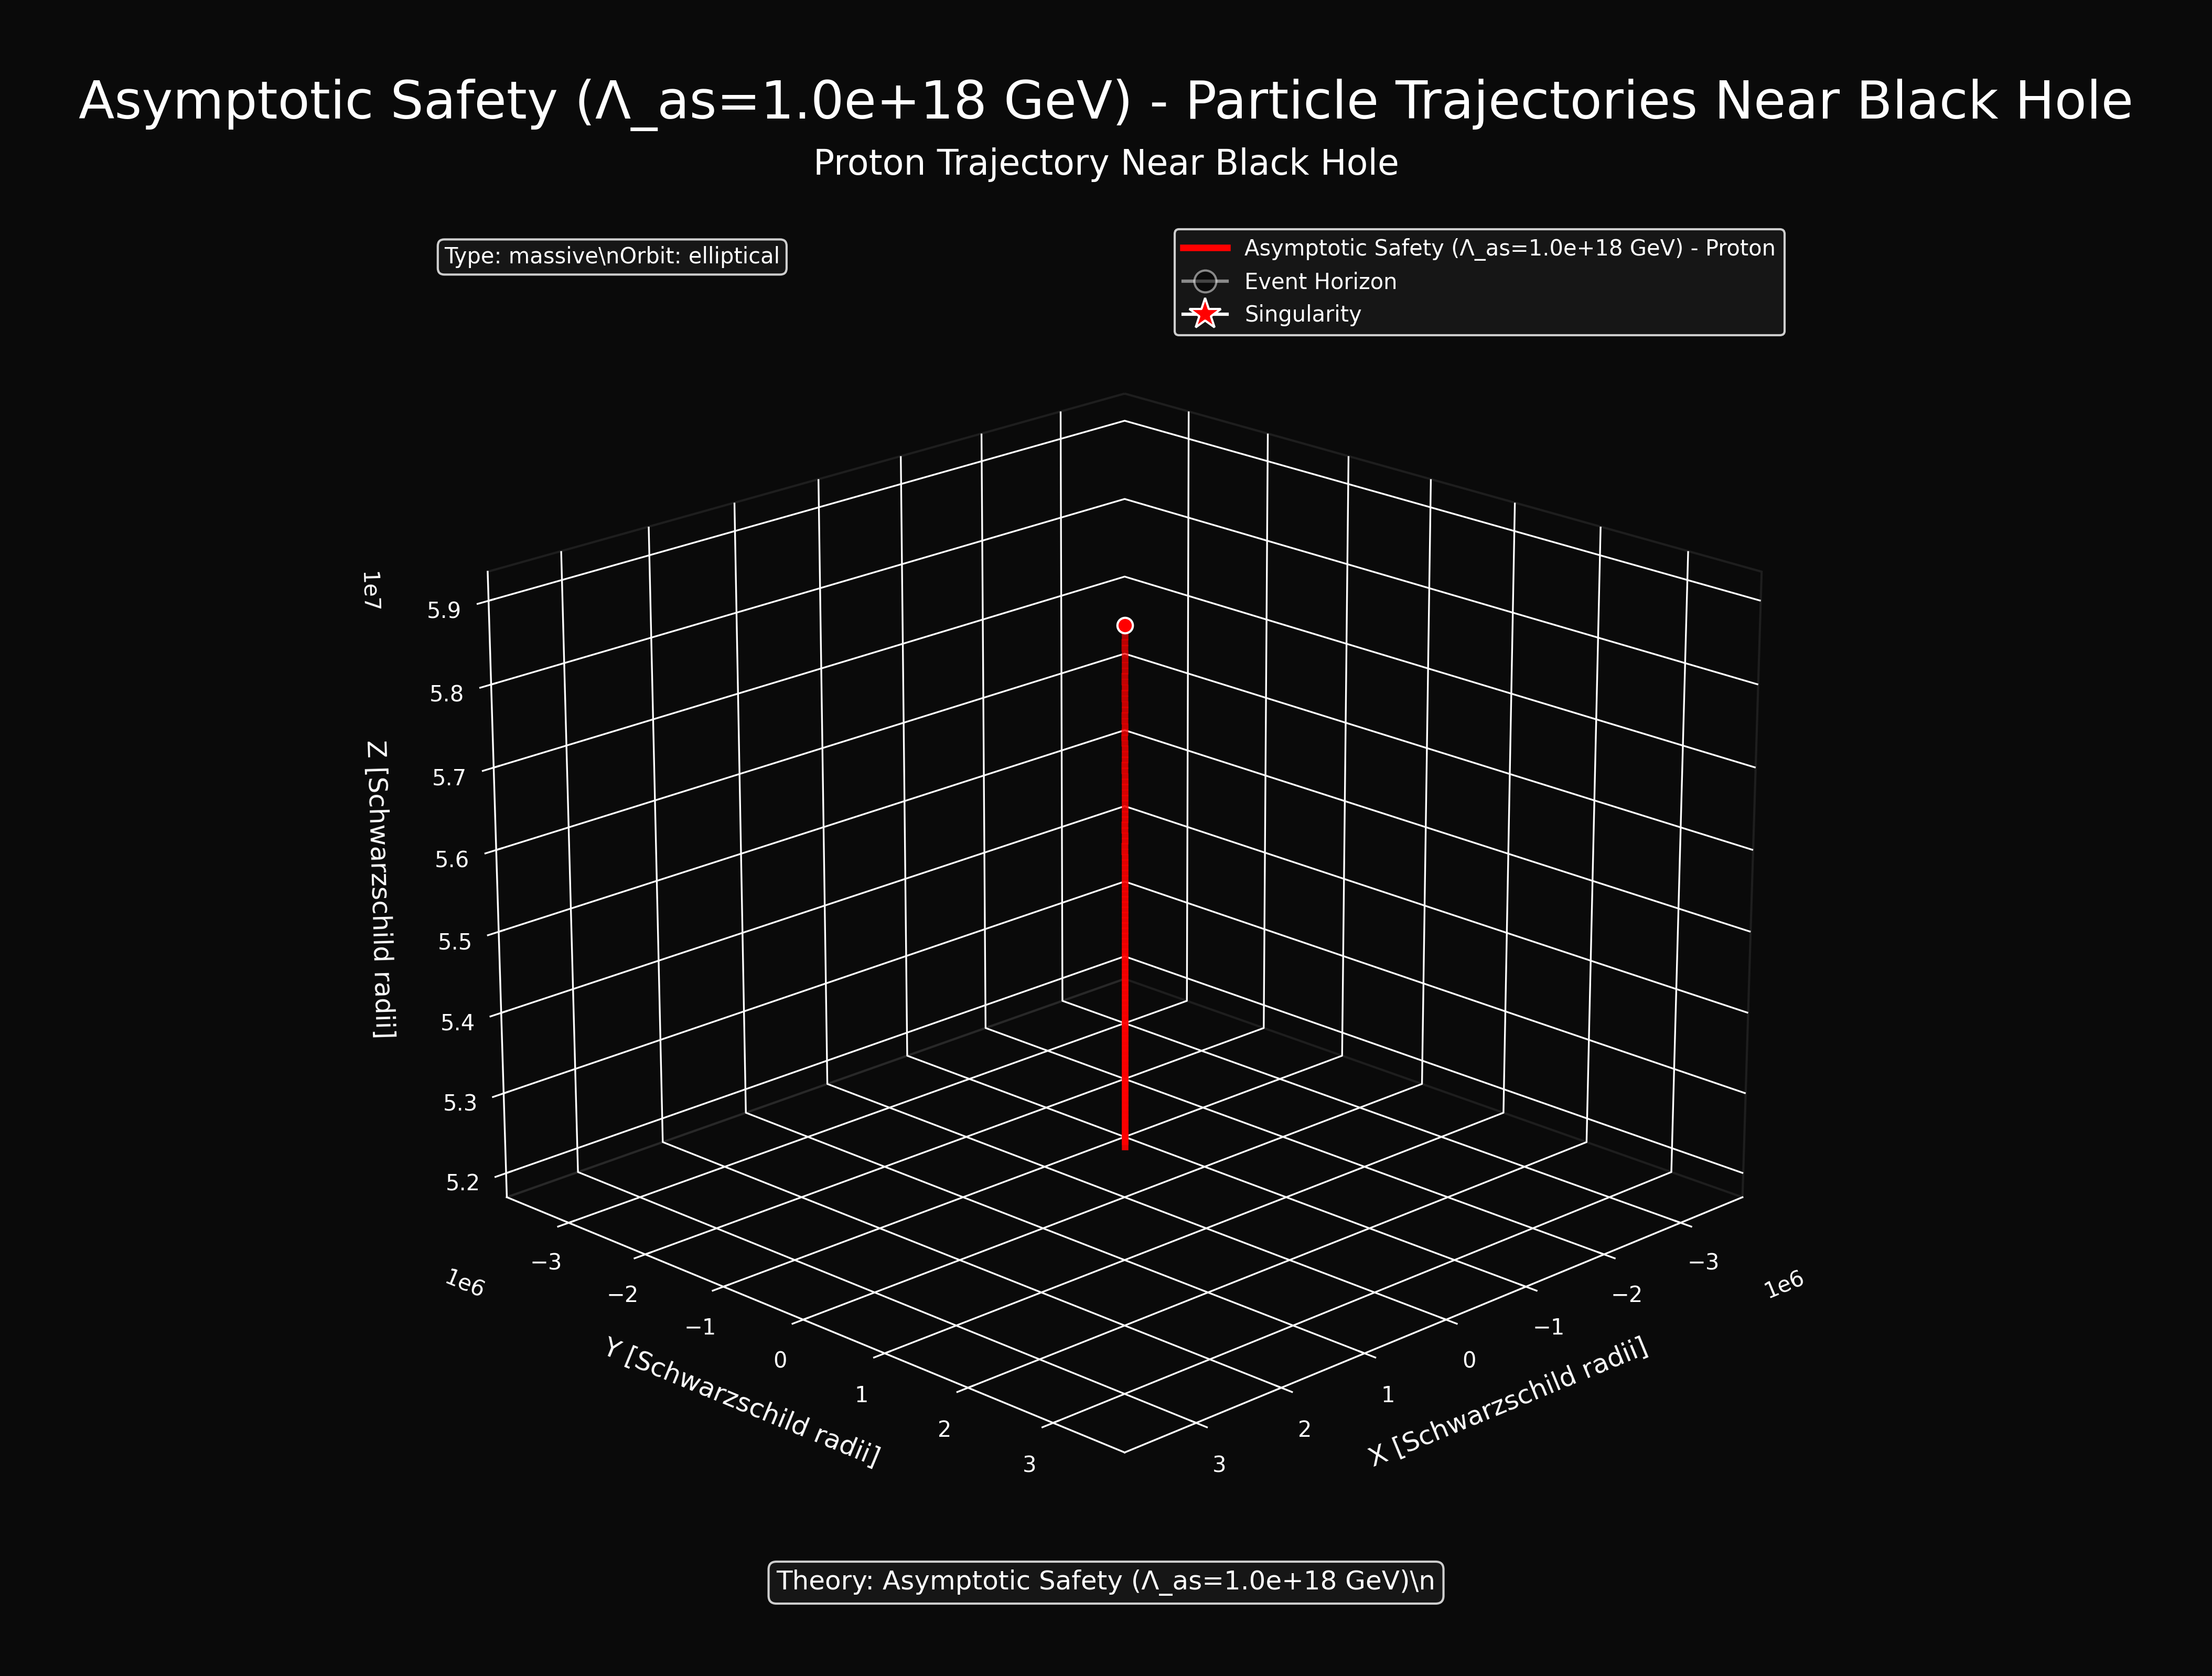 Asymptotic Safety (Λ_as=1.0e+18 GeV) - Particle Trajectories Near Black Hole
Proton Trajectory Near Black Hole
Type: massive\nOrbit: elliptical
Asymptotic Safety (Λ_as=1.0e+18 GeV) - Proton
Event Horizon
Singularity
1e7
5.9
5.8
5.7
5.6
5.5
5.4
5.3
5.2
Z [Schwarzschild radii]
1e6
−3
−2
−1
0
1
2
3
Y [Schwarzschild radii]
1e6
−3
−2
−1
0
1
2
3
X [Schwarzschild radii]
Theory: Asymptotic Safety (Λ_as=1.0e+18 GeV)\n